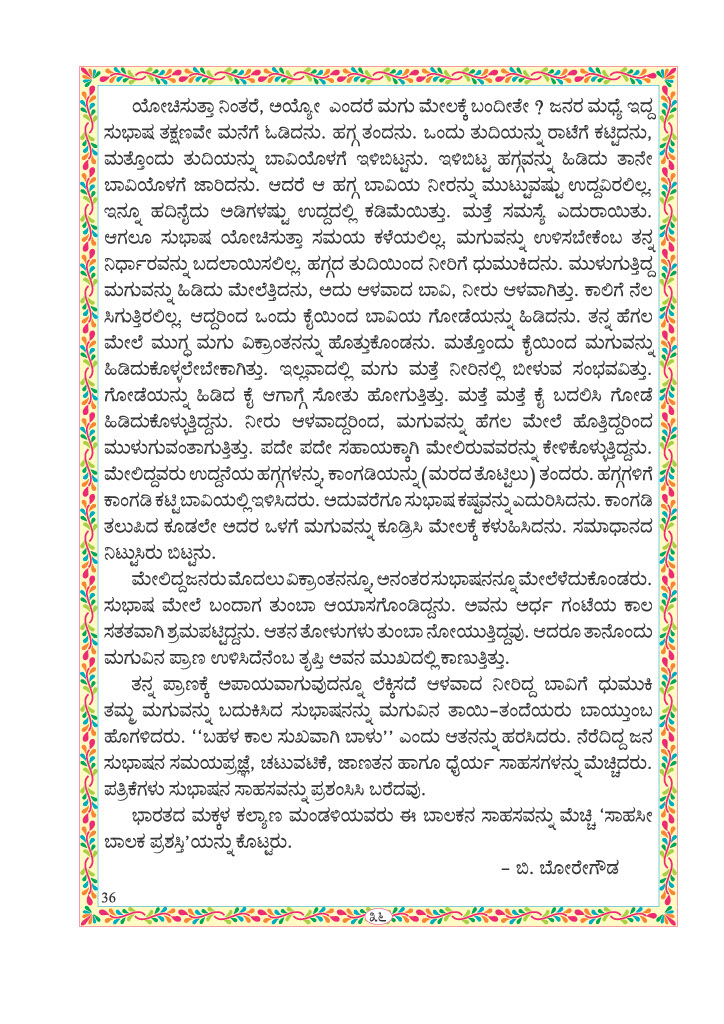 ಯೋಚಿಸುತ್ತಾ ನಿಂತರೆ, ಅಯ್ಯೋ ಎಂದರೆ ಮಗು ಮೇಲಕ್ಕೆ ಬಂದೀತೇ ? ಜನರ ಮಧ್ಯೆ ಇದ್ದ
ಸುಭಾಷ ತಕ್ಷಣವೇ ಮನೆಗೆ ಓಡಿದನು. ಹಗ್ಗ ತಂದನು. ಒಂದು ತುದಿಯನ್ನು ರಾಟೆಗೆ ಕಟ್ಟಿದನು,
ಮತ್ತೊಂದು ತುದಿಯನ್ನು ಬಾವಿಯೊಳಗೆ ಇಳಿಬಿಟ್ಟನು. ಇಳಿಬಿಟ್ಟ ಹಗ್ಗವನ್ನು ಹಿಡಿದು ತಾನೇ
ಬಾವಿಯೊಳಗೆ ಜಾರಿದನು. ಆದರೆ ಆ ಹಗ್ಗ ಬಾವಿಯ ನೀರನ್ನು ಮುಟ್ಟುವಷ್ಟು ಉದ್ದವಿರಲಿಲ್ಲ.
ಇನ್ನೂ ಹದಿನೈದು ಅಡಿಗಳಷ್ಟು ಉದ್ದದಲ್ಲಿ ಕಡಿಮೆಯಿತ್ತು. ಮತ್ತೆ ಸಮಸ್ಯೆ ಎದುರಾಯಿತು.
ಆಗಲೂ ಸುಭಾಷ ಯೋಚಿಸುತ್ತಾ ಸಮಯ ಕಳೆಯಲಿಲ್ಲ. ಮಗುವನ್ನು ಉಳಿಸಬೇಕೆಂಬ ತನ್ನ
ನಿರ್ಧಾರವನ್ನು ಬದಲಾಯಿಸಲಿಲ್ಲ. ಹಗ್ಗದ ತುದಿಯಿಂದ ನೀರಿಗೆ ಧುಮುಕಿದನು. ಮುಳುಗುತ್ತಿದ್ದ
ಮಗುವನ್ನು ಹಿಡಿದು ಮೇಲೆತ್ತಿದನು, ಅದು ಆಳವಾದ ಬಾವಿ, ನೀರು ಆಳವಾಗಿತ್ತು. ಕಾಲಿಗೆ ನೆಲ
ಸಿಗುತ್ತಿರಲಿಲ್ಲ. ಆದ್ದರಿಂದ ಒಂದು ಕೈಯಿಂದ ಬಾವಿಯ ಗೋಡೆಯನ್ನು ಹಿಡಿದನು. ತನ್ನ ಹೆಗಲ
ಮೇಲೆ ಮುಗ್ಧ ಮಗು ವಿಕ್ರಾಂತನನ್ನು ಹೊತ್ತುಕೊಂಡನು. ಮತ್ತೊಂದು ಕೈಯಿಂದ ಮಗುವನ್ನು
ಹಿಡಿದುಕೊಳ್ಳಲೇಬೇಕಾಗಿತ್ತು. ಇಲ್ಲವಾದಲ್ಲಿ ಮಗು ಮತ್ತೆ ನೀರಿನಲ್ಲಿ ಬೀಳುವ ಸಂಭವವಿತ್ತು.
ಗೋಡೆಯನ್ನು ಹಿಡಿದ ಕೈ ಆಗಾಗ್ಗೆ ಸೋತು ಹೋಗುತ್ತಿತ್ತು. ಮತ್ತೆ ಮತ್ತೆ ಕೈ ಬದಲಿಸಿ ಗೋಡೆ
ಹಿಡಿದುಕೊಳ್ಳುತ್ತಿದ್ದನು. ನೀರು ಆಳವಾದ್ದರಿಂದ, ಮಗುವನ್ನು ಹೆಗಲ ಮೇಲೆ ಹೊತ್ತಿದ್ದರಿಂದ
ಮುಳುಗುವಂತಾಗುತ್ತಿತ್ತು. ಪದೇ ಪದೇ ಸಹಾಯಕ್ಕಾಗಿ ಮೇಲಿರುವವರನ್ನು ಕೇಳಿಕೊಳ್ಳುತ್ತಿದ್ದನು.
ಮೇಲಿದ್ದವರು ಉದ್ದನೆಯ ಹಗ್ಗಗಳನ್ನು, ಕಾಂಗಡಿಯನ್ನು (ಮರದ ತೊಟ್ಟಿಲು) ತಂದರು. ಹಗ್ಗಗಳಿಗೆ
ಕಾಂಗಡಿ ಕಟ್ಟಿ ಬಾವಿಯಲ್ಲಿ ಇಳಿಸಿದರು. ಅದುವರೆಗೂ ಸುಭಾಷ ಕಷ್ಟವನ್ನು ಎದುರಿಸಿದನು. ಕಾಂಗಡಿ
ತಲುಪಿದ ಕೂಡಲೇ ಅದರ ಒಳಗೆ ಮಗುವನ್ನು ಕೂಡ್ರಿಸಿ ಮೇಲಕ್ಕೆ ಕಳುಹಿಸಿದನು. ಸಮಾಧಾನದ
ನಿಟ್ಟುಸಿರು ಬಿಟ್ಟನು.
ಮೇಲಿದ್ದ ಜನರು ಮೊದಲು ವಿಕ್ರಾಂತನನ್ನೂ, ಅನಂತರ ಸುಭಾಷನನ್ನೂ ಮೇಲೆಳೆದುಕೊಂಡರು.
ಸುಭಾಷ ಮೇಲೆ ಬಂದಾಗ ತುಂಬಾ ಆಯಾಸಗೊಂಡಿದ್ದನು. ಅವನು ಅರ್ಧ ಗಂಟೆಯ ಕಾಲ
ಸತತವಾಗಿ ಶ್ರಮಪಟ್ಟಿದ್ದನು. ಆತನ ತೋಳುಗಳು ತುಂಬಾ ನೋಯುತ್ತಿದ್ದವು. ಆದರೂ ತಾನೊಂದು
ಮಗುವಿನ ಪ್ರಾಣ ಉಳಿಸಿದೆನೆಂಬ ತೃಪ್ತಿ ಅವನ ಮುಖದಲ್ಲಿ ಕಾಣುತ್ತಿತ್ತು.
ತನ್ನ ಪ್ರಾಣಕ್ಕೆ ಅಪಾಯವಾಗುವುದನ್ನೂ ಲೆಕ್ಕಿಸದೆ ಆಳವಾದ ನೀರಿದ್ದ ಬಾವಿಗೆ ಧುಮುಕಿ
ತಮ್ಮ ಮಗುವನ್ನು ಬದುಕಿಸಿದ ಸುಭಾಷನನ್ನು ಮಗುವಿನ ತಾಯಿ-ತಂದೆಯರು ಬಾಯ್ತುಂಬ
ಹೊಗಳಿದರು. ‘‘ಬಹಳ ಕಾಲ ಸುಖವಾಗಿ ಬಾಳು’’ ಎಂದು ಆತನನ್ನು ಹರಸಿದರು. ನೆರೆದಿದ್ದ ಜನ
ಸುಭಾಷನ ಸಮಯಪ್ರಜ್ಞೆ, ಚಟುವಟಿಕೆ, ಜಾಣತನ ಹಾಗೂ ಧೈರ್ಯ ಸಾಹಸಗಳನ್ನು ಮೆಚ್ಚಿದರು.
ಪತ್ರಿಕೆಗಳು ಸುಭಾಷನ ಸಾಹಸವನ್ನು ಪ್ರಶಂಸಿಸಿ ಬರೆದವು.
ಭಾರತದ ಮಕ್ಕಳ ಕಲ್ಯಾಣ ಮಂಡಳಿಯವರು ಈ ಬಾಲಕನ ಸಾಹಸವನ್ನು ಮೆಚ್ಚಿ ‘ಸಾಹಸೀ
ಬಾಲಕ ಪ್ರಶಸ್ತಿ’ಯನ್ನು ಕೊಟ್ಟರು.
- ಬಿ. ಬೋರೇಗೌಡ
36
೩೬